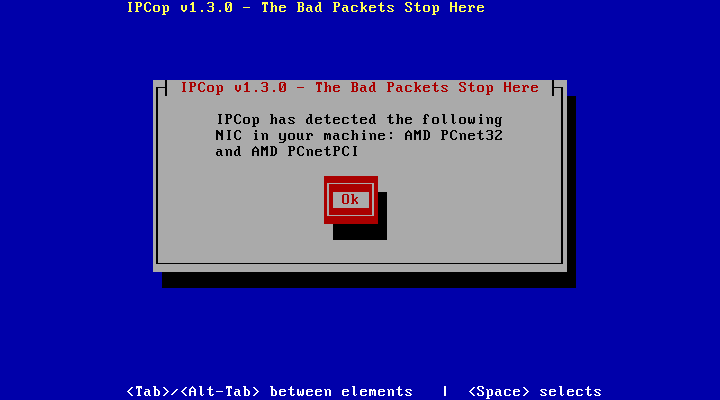 IPCop v1.3.0 - The Bad Packets Stop Here
IPCop v1.3.0 - The Bad Packets Stop Here
IPCop has detected the following
NIC in your machine: AMD PCnet32
and AMD PCnetPCI
Ok
<Tab>/<Alt-Tab> between elements | <Space> selects